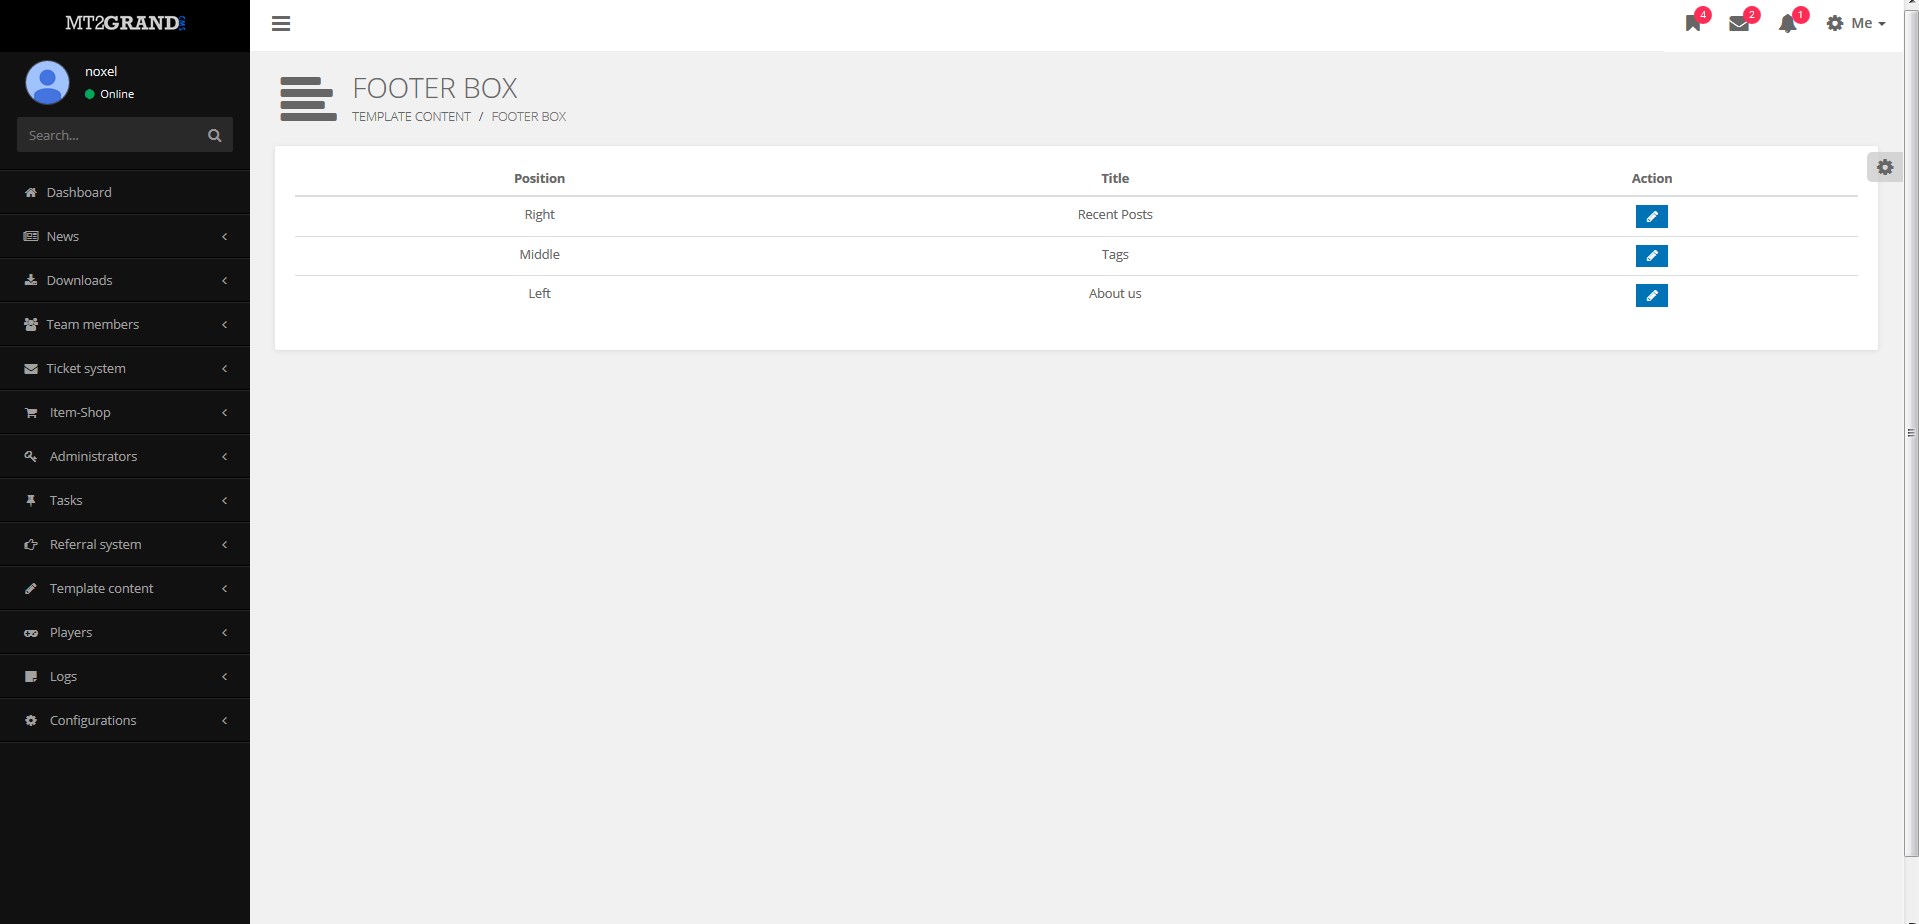 MT2GRAND CMS
4
2
1
Me
noxel
Online
Search...
Dashboard
News
Downloads
Team members
Ticket system
Item-Shop
Administrators
Tasks
Referral system
Template content
Players
Logs
Configurations
FOOTER BOX
TEMPLATE CONTENT / FOOTER BOX
Position Title Action
Right Recent Posts
Middle Tags
Left About us